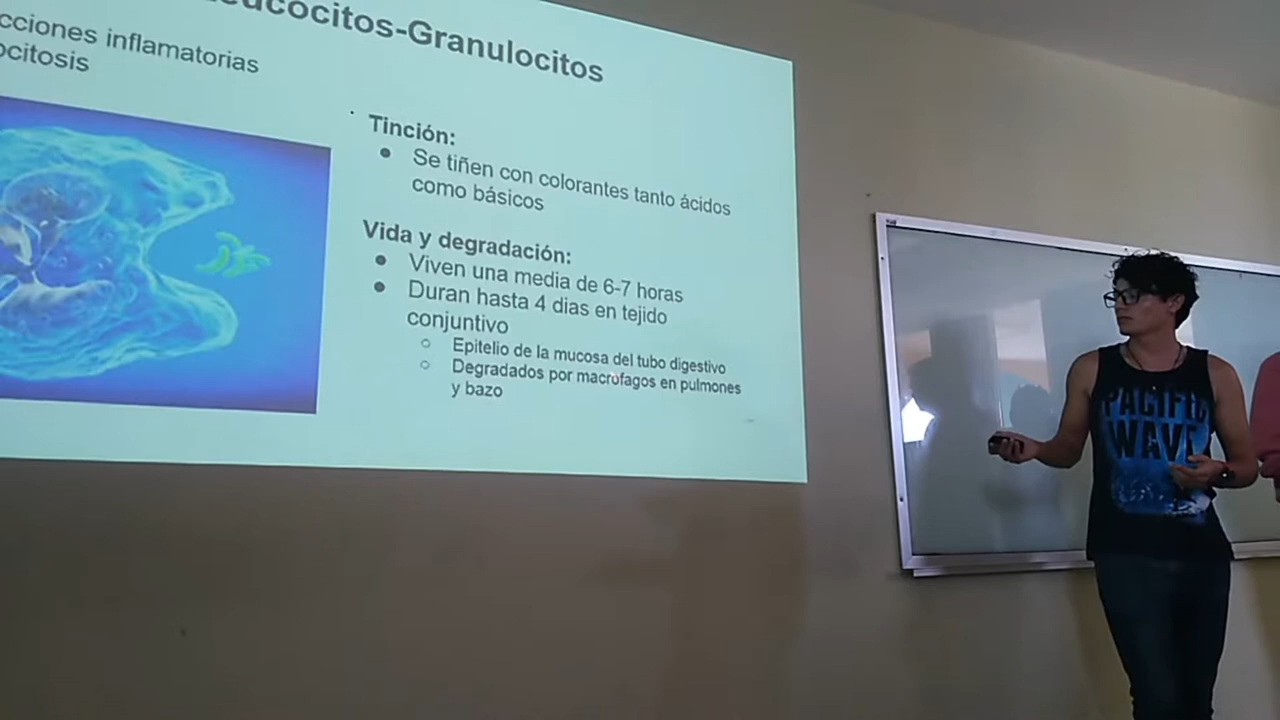 eucocitos-Granulocitos
cciones inflamatorias
ocitosis
Tinción:
Se tiñen con colorantes tanto ácidos
como básicos
Vida y degradación:
Viven una media de 6-7 horas
Duran hasta 4 dias en tejido
conjuntivo
Epitelio de la mucosa del tubo digestivo
Degradados por macrofagos en pulmones
y bazo
PACIFIC
WAVE